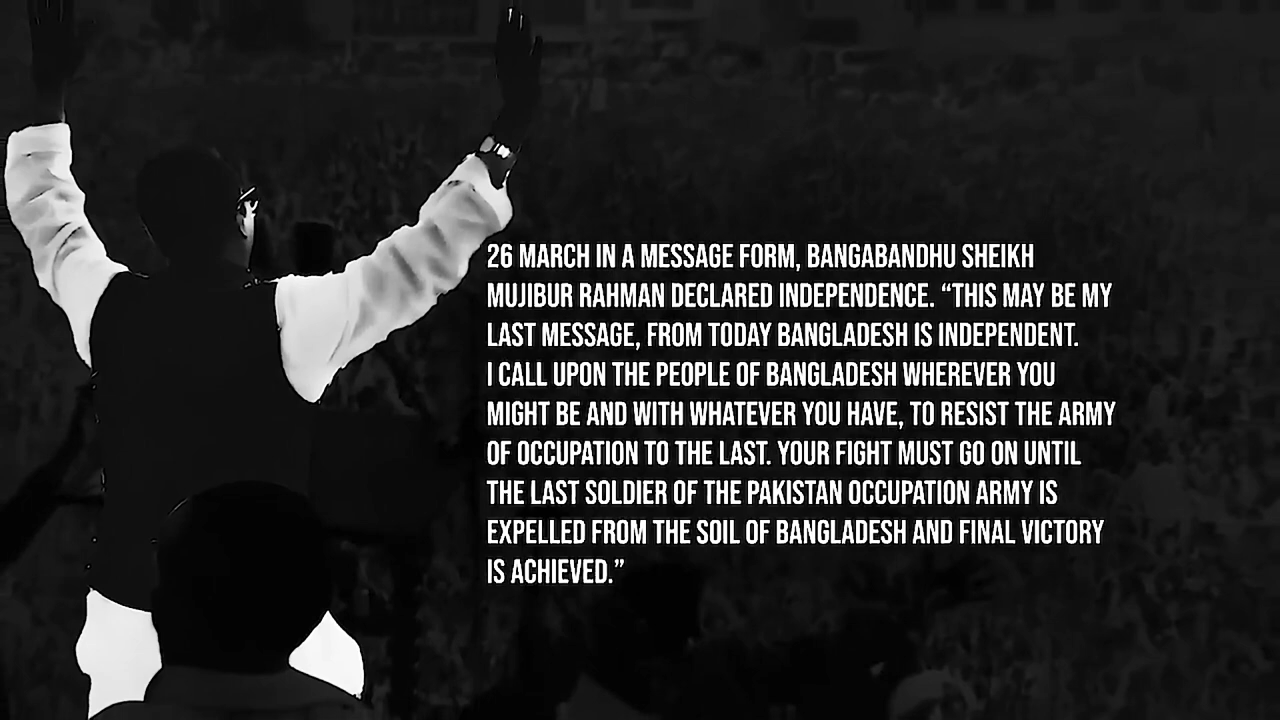 26 MARCH IN A MESSAGE FORM, BANGABANDHU SHEIKH
MUJIBUR RAHMAN DECLARED INDEPENDENCE. “THIS MAY BE MY
LAST MESSAGE, FROM TODAY BANGLADESH IS INDEPENDENT.
I CALL UPON THE PEOPLE OF BANGLADESH WHEREVER YOU
MIGHT BE AND WITH WHATEVER YOU HAVE, TO RESIST THE ARMY
OF OCCUPATION TO THE LAST. YOUR FIGHT MUST GO ON UNTIL
THE LAST SOLDIER OF THE PAKISTAN OCCUPATION ARMY IS
EXPELLED FROM THE SOIL OF BANGLADESH AND FINAL VICTORY
IS ACHIEVED.”